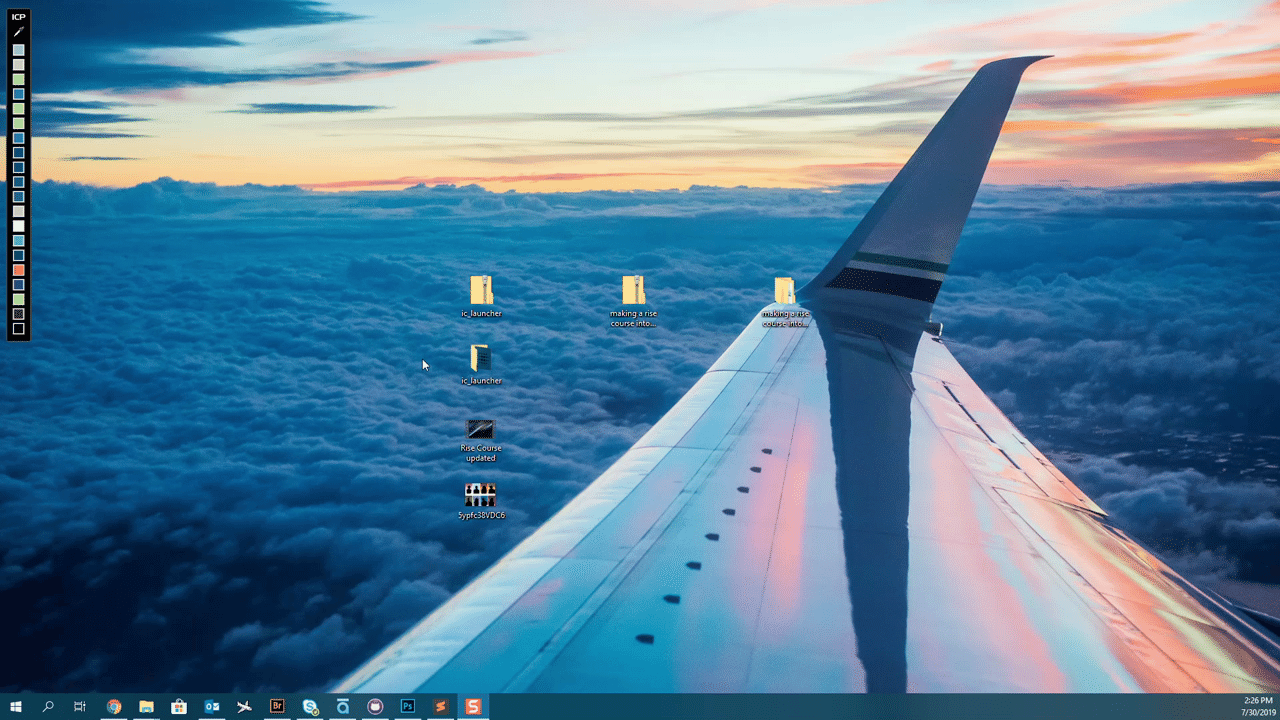 ICP
ic_launcher
making a rise
course into...
making a rise
course into...
ic_launcher
Rise Course
updated
5ypfc38VDC6
Br
Ps
S
S
2:26 PM
7/30/2019